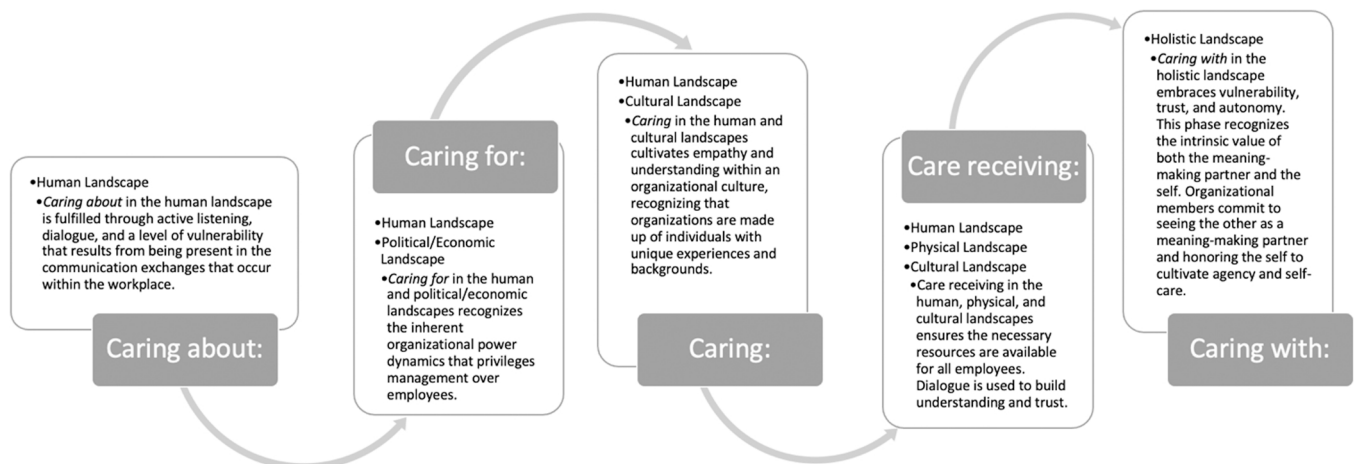 •Human Landscape
•Caring about in the human landscape
is fulfilled through active listening,
dialogue, and a level of vulnerability
that results from being present in the
communication exchanges that occur
within the workplace.
Caring about:
Caring for:
•Human Landscape
•Political/Economic
Landscape
•Caring for in the human
and political/economic
landscapes recognizes
the inherent
organizational power
dynamics that privileges
management over
employees.
•Human Landscape
•Cultural Landscape
•Caring in the human and
cultural landscapes
cultivates empathy and
understanding within an
organizational culture,
recognizing that
organizations are made
up of individuals with
unique experiences and
backgrounds.
Caring:
Care receiving:
•Human Landscape
•Physical Landscape
•Cultural Landscape
•Care receiving in the
human, physical, and
cultural landscapes
ensures the necessary
resources are available
for all employees.
Dialogue is used to build
understanding and trust.
•Holistic Landscape
•Caring with in the
holistic landscape
embraces vulnerability,
trust, and autonomy.
This phase recognizes
the intrinsic value of
both the meaning-
making partner and the
self. Organizational
members commit to
seeing the other as a
meaning-making partner
and honoring the self to
cultivate agency and self-
care.
Caring with: